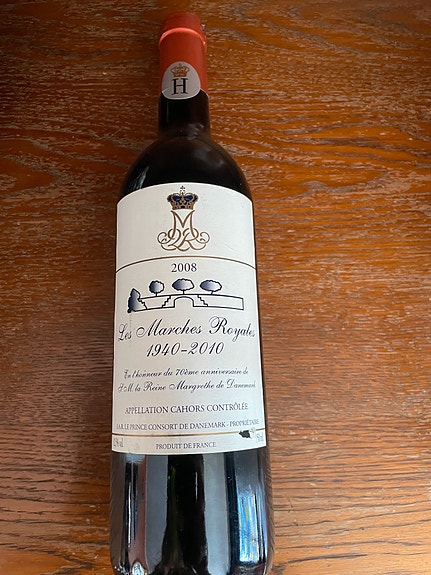 H
2008
Les Marches Royales
1940-2010
En l'honneur du 70ème anniversaire de
S.M. la Reine Margrethe de Danemark
APPELLATION CAHORS CONTRÔLÉE
S.A.R. LE PRINCE CONSORT DE DANEMARK - PROPRIÉTAIRE
PRODUIT DE FRANCE